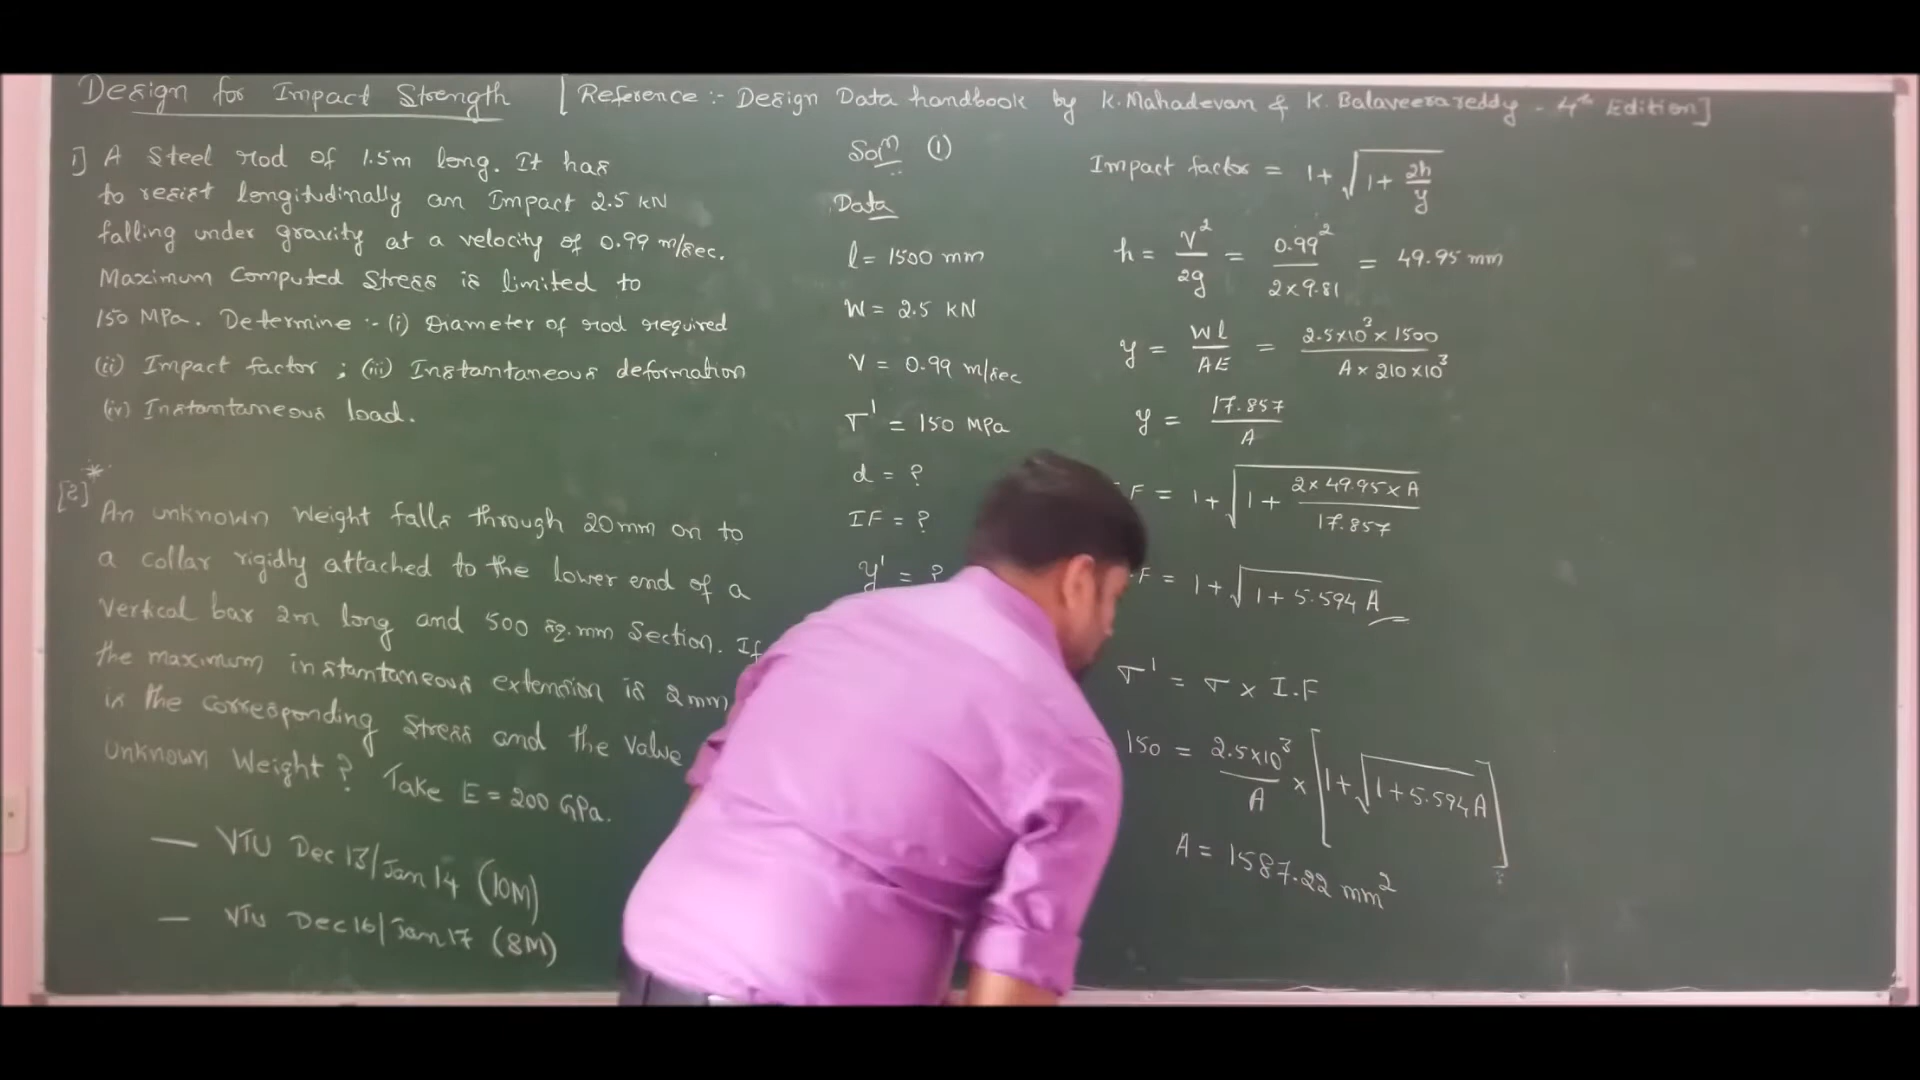 Design for Impact Strength [Reference :- Design Data handbook by K. Mahadevan & K. Balaveerareddy - 4th Edition]
1] A Steel rod of 1.5m long. It has
to resist longitudinally an Impact 2.5 kN
falling under gravity at a velocity of 0.99 m/sec.
Maximum Computed Stress is limited to
150 MPa. Determine :- (i) Diameter of rod required
(ii) Impact factor ; (iii) Instantaneous deformation
(iv) Instantaneous load.
[2]*
An unknown Weight falls through 20mm on to
a collar rigidly attached to the lower end of a
Vertical bar 2m long and 500 sq.mm Section. If
the maximum instantaneous extension is 2mm
is the corresponding Stress and the value
unknown Weight? Take E = 200 GPa.
— VTU Dec 13/Jan 14 (10M)
— VTU Dec 16/Jan 17 (8M)
Soln (1)
Data
l = 1500 mm
W = 2.5 kN
V = 0.99 m/sec
σ' = 150 MPa
d = ?
IF = ?
y' = ?
Impact factor = 1+√(1+ 2h/y)
h = V²/2g = 0.99²/(2×9.81) = 49.95 mm
y = Wl/AE = (2.5×10³×1500)/(A×210×10³)
y = 17.857/A
F = 1+√(1+ (2×49.95×A)/17.857)
.F = 1+√(1+5.594A)
σ' = σ × I.F
150 = 2.5×10³/A × [1+√(1+5.594A)]
A = 1587.22 mm²